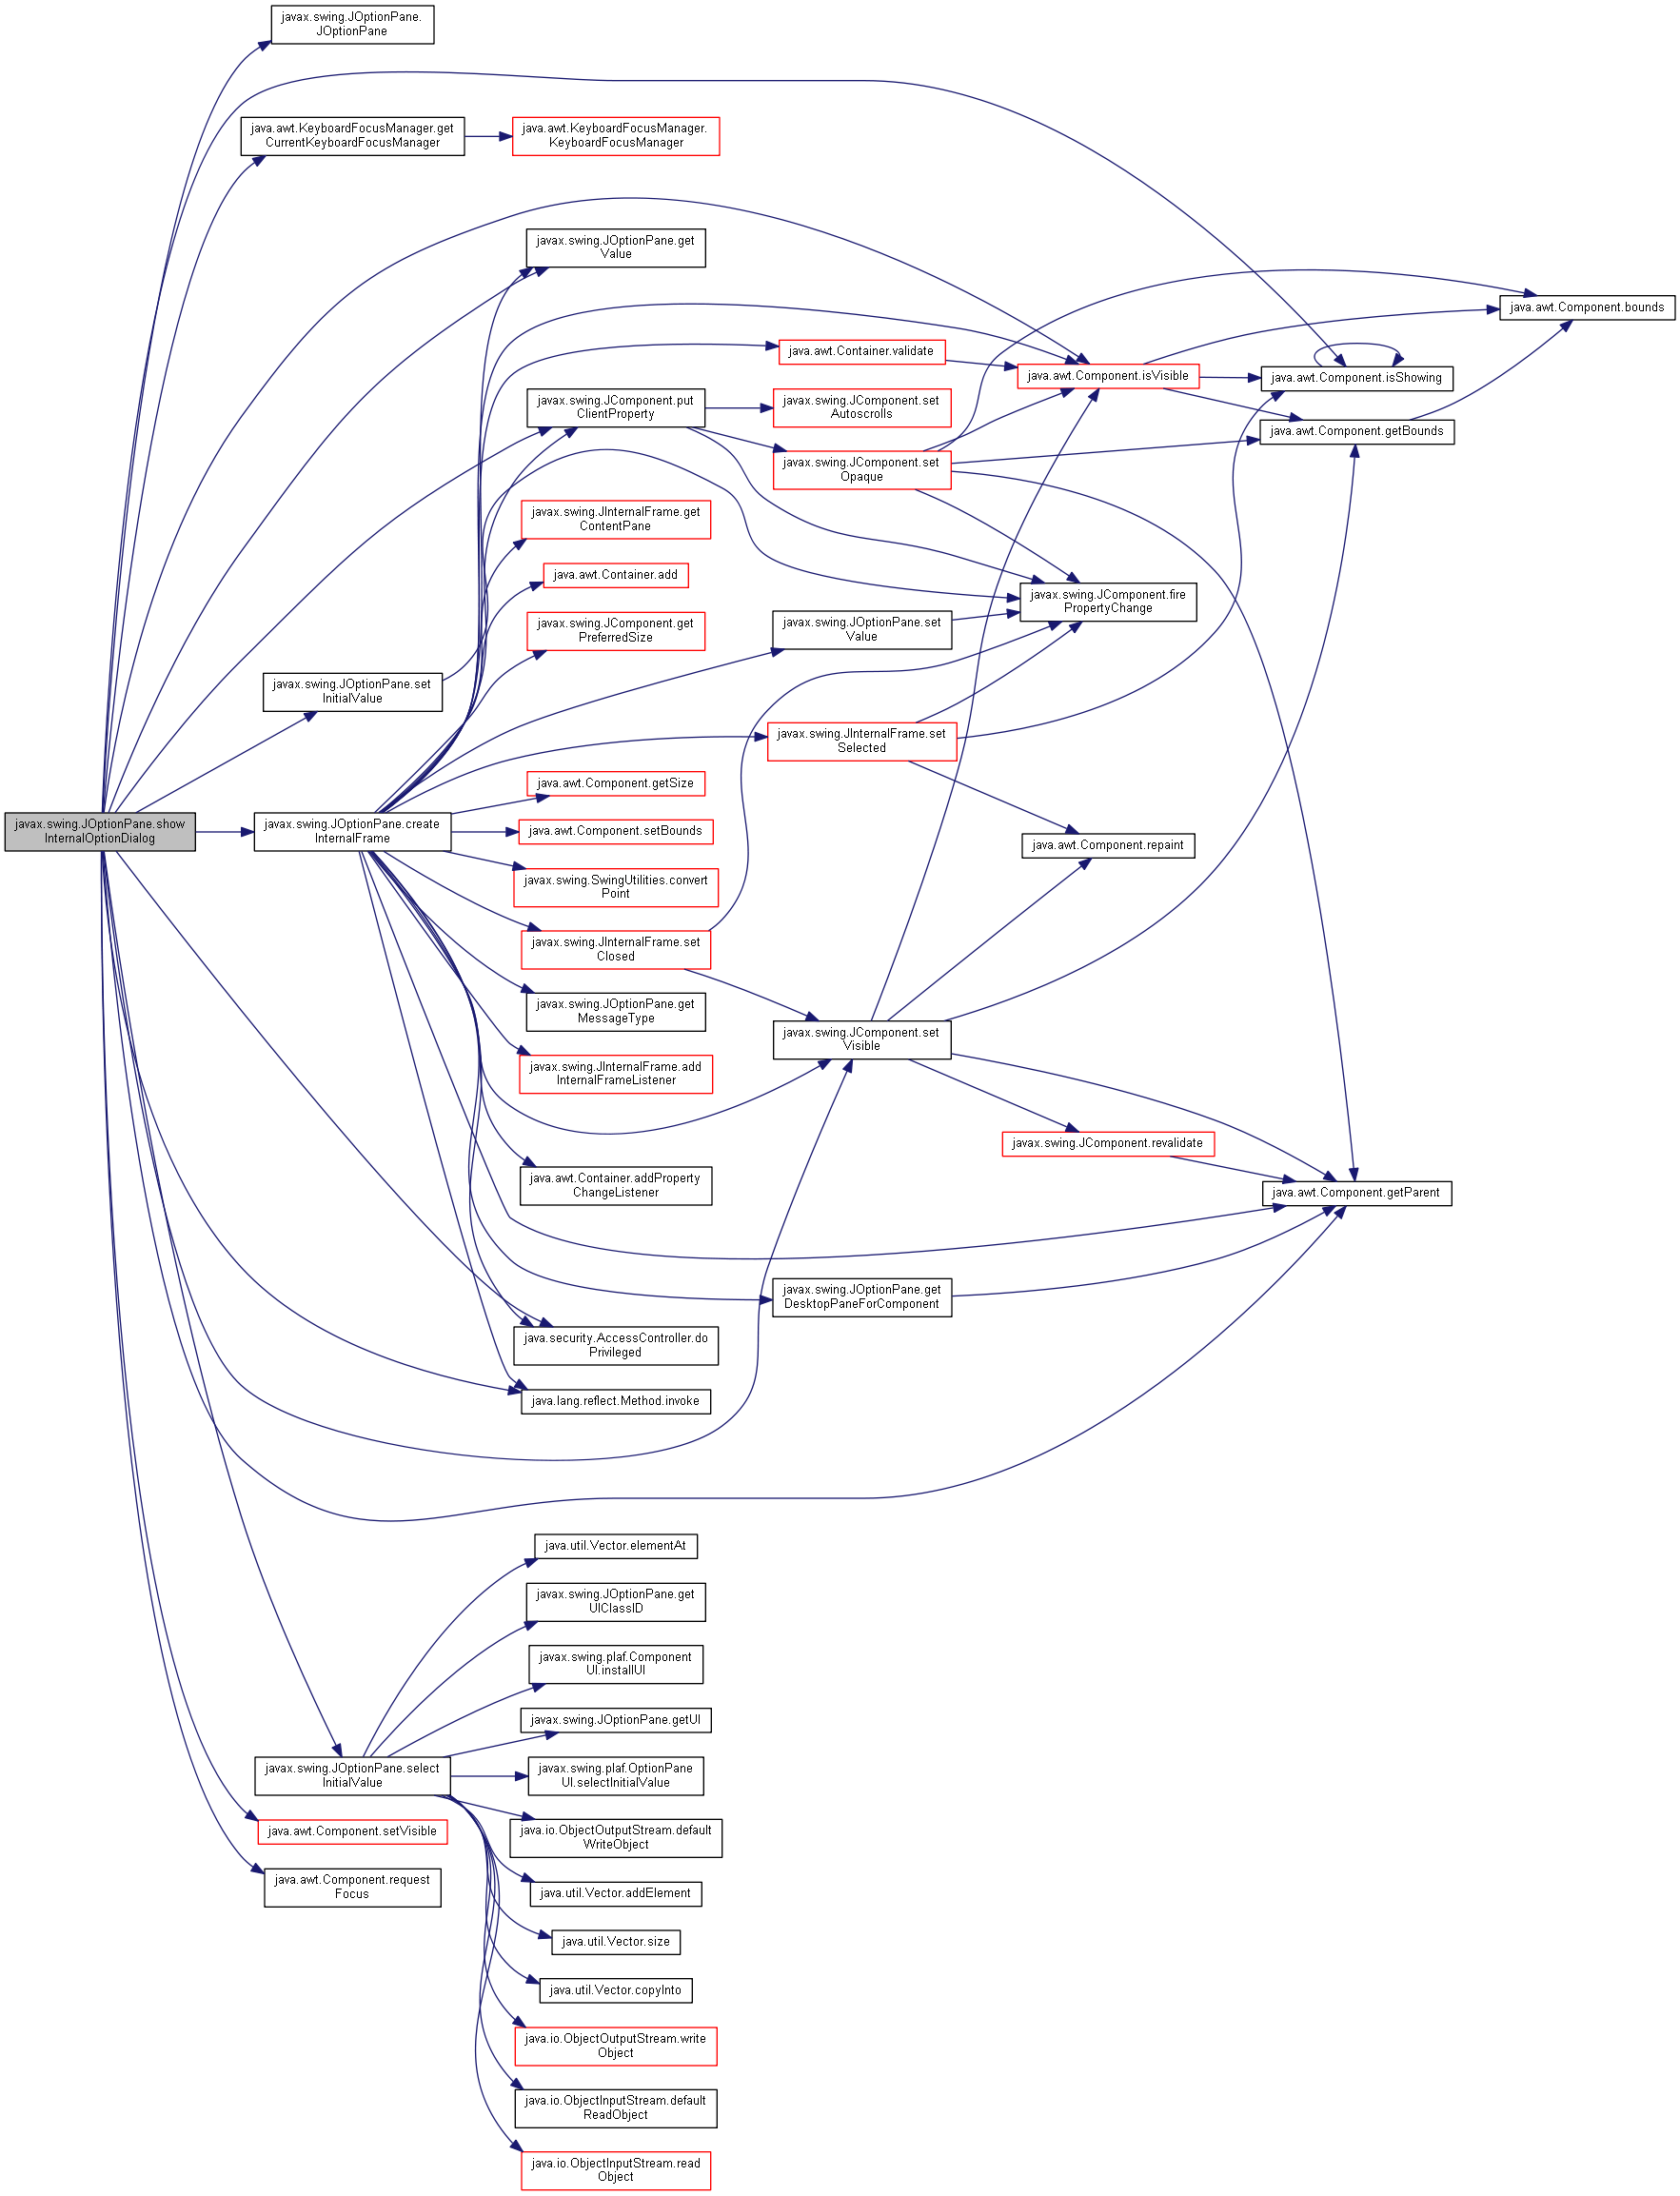 javax.swing.JOptionPane.
JOptionPane
java.awt.KeyboardFocusManager.get
CurrentKeyboardFocusManager
java.awt.KeyboardFocusManager.
KeyboardFocusManager
javax.swing.JOptionPane.get
Value
java.awt.Component.bounds
java.awt.Container.validate
java.awt.Component.isVisible
java.awt.Component.isShowing
javax.swing.JComponent.put
ClientProperty
javax.swing.JComponent.set
Autoscrolls
java.awt.Component.getBounds
javax.swing.JComponent.set
Opaque
javax.swing.JInternalFrame.get
ContentPane
java.awt.Container.add
javax.swing.JComponent.fire
PropertyChange
javax.swing.JComponent.get
PreferredSize
javax.swing.JOptionPane.set
Value
javax.swing.JOptionPane.set
InitialValue
javax.swing.JInternalFrame.set
Selected
java.awt.Component.getSize
javax.swing.JOptionPane.show
InternalOptionDialog
javax.swing.JOptionPane.create
InternalFrame
java.awt.Component.setBounds
java.awt.Component.repaint
javax.swing.SwingUtilities.convert
Point
javax.swing.JInternalFrame.set
Closed
javax.swing.JOptionPane.get
MessageType
javax.swing.JComponent.set
Visible
javax.swing.JInternalFrame.add
InternalFrameListener
javax.swing.JComponent.revalidate
java.awt.Container.addProperty
ChangeListener
java.awt.Component.getParent
javax.swing.JOptionPane.get
DesktopPaneForComponent
java.security.AccessController.do
Privileged
java.lang.reflect.Method.invoke
java.util.Vector.elementAt
javax.swing.JOptionPane.get
UIClassID
javax.swing.plaf.Component
UI.installUI
javax.swing.JOptionPane.getUI
javax.swing.JOptionPane.select
InitialValue
javax.swing.plaf.OptionPane
UI.selectInitialValue
java.awt.Component.setVisible
java.io.ObjectOutputStream.default
WriteObject
java.awt.Component.request
Focus
java.util.Vector.addElement
java.util.Vector.size
java.util.Vector.copyInto
java.io.ObjectOutputStream.write
Object
java.io.ObjectInputStream.default
ReadObject
java.io.ObjectInputStream.read
Object